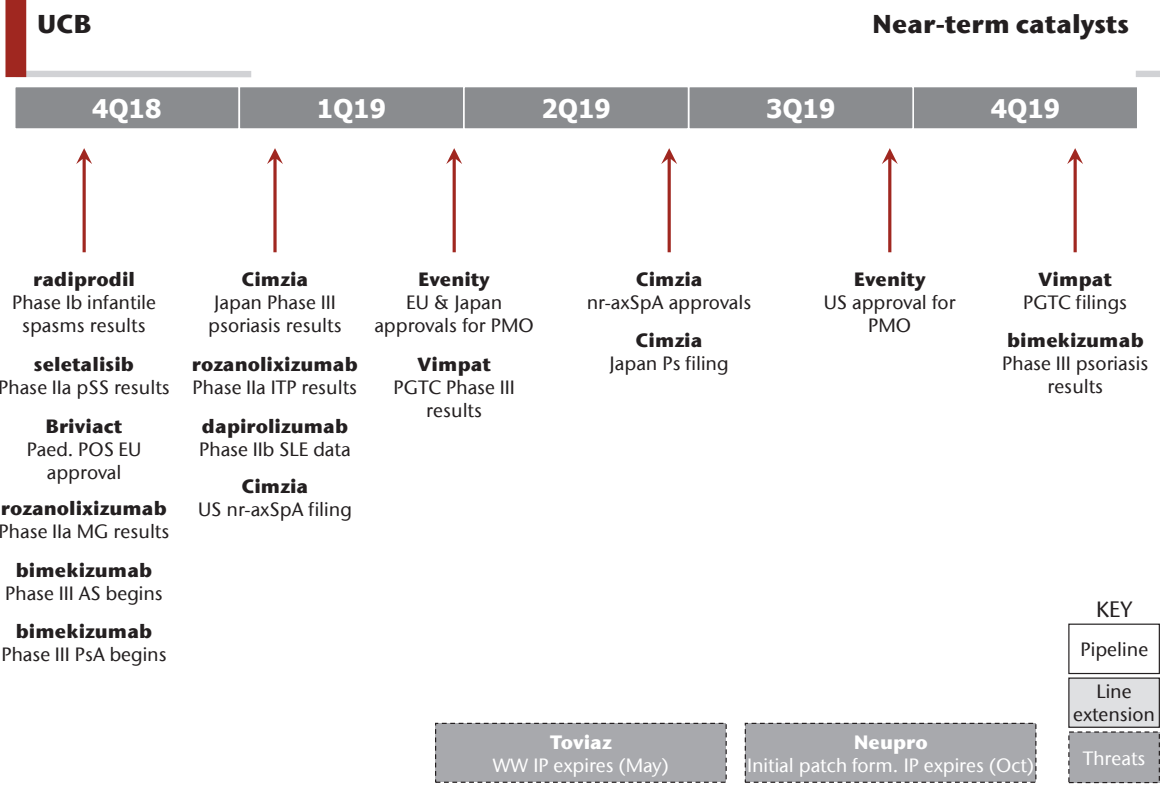 UCB
Near-term catalysts
4Q18
1Q19
2Q19
3Q19
4Q19
radiprodil
Phase Ib infantile
spasms results
seletalisib
Phase IIa pSS results
Briviact
Paed. POS EU
approval
rozanolixizumab
Phase IIa MG results
bimekizumab
Phase III AS begins
bimekizumab
Phase III PsA begins
Cimzia
Japan Phase III
psoriasis results
rozanolixizumab
Phase IIa ITP results
dapirolizumab
Phase IIb SLE data
Cimzia
US nr-axSpA filing
Evenity
EU & Japan
approvals for PMO
Vimpat
PGTC Phase III
results
Cimzia
nr-axSpA approvals
Cimzia
Japan Ps filing
Evenity
US approval for
PMO
Vimpat
PGTC filings
bimekizumab
Phase III psoriasis
results
Toviaz
WW IP expires (May)
Neupro
Initial patch form. IP expires (Oct)
KEY
Pipeline
Line
extension
Threats